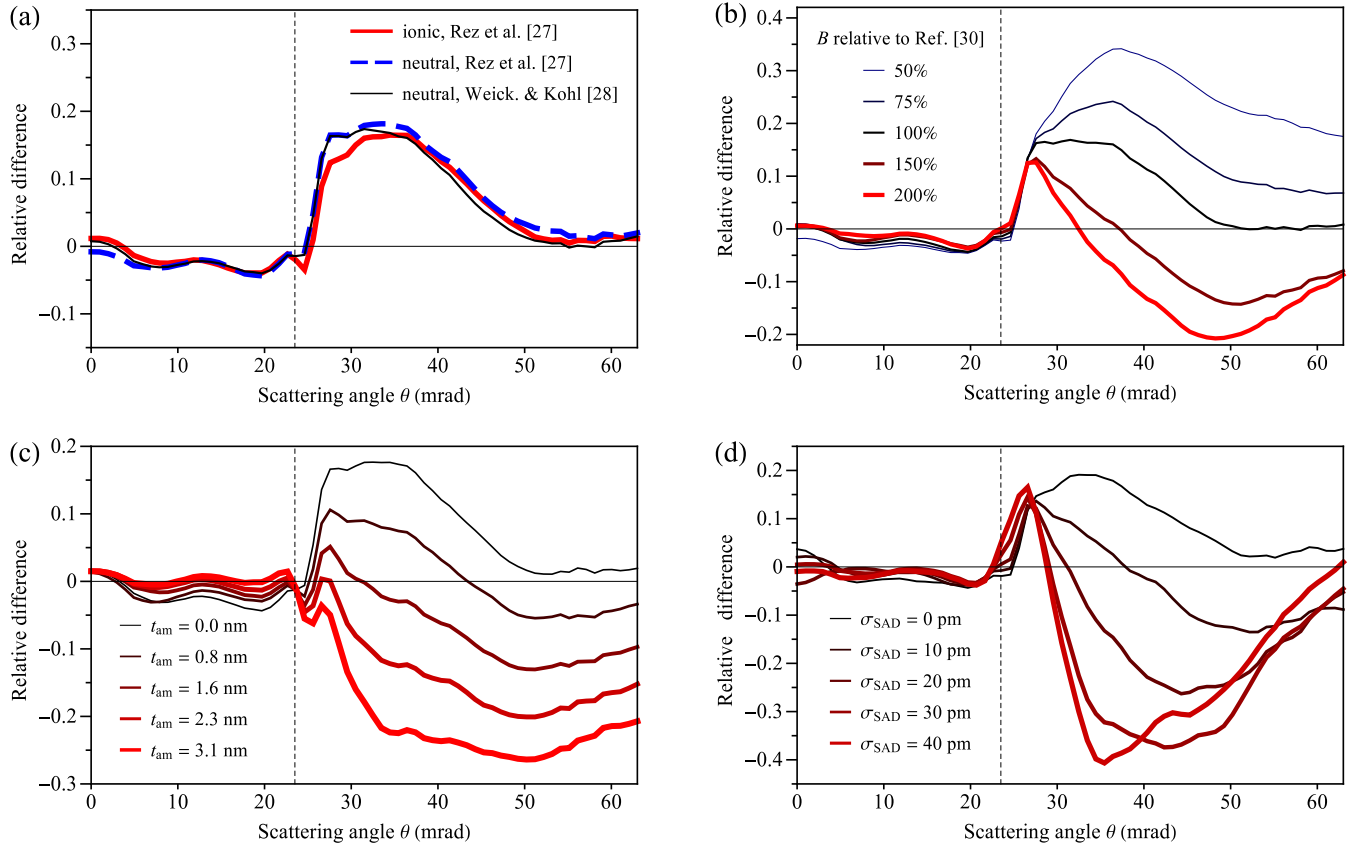 (a)
0.3
0.2
0.1
0
−0.1
Relative difference
ionic, Rez et al. [27]
neutral, Rez et al. [27]
neutral, Weick. & Kohl [28]
0 10 20 30 40 50 60
Scattering angle θ (mrad)
(b)
0.4
0.3
0.2
0.1
0
−0.1
−0.2
Relative difference
B relative to Ref. [30]
50%
75%
100%
150%
200%
0 10 20 30 40 50 60
Scattering angle θ (mrad)
(c)
0.2
0.1
0
−0.1
−0.2
−0.3
Relative difference
t_am = 0.0 nm
t_am = 0.8 nm
t_am = 1.6 nm
t_am = 2.3 nm
t_am = 3.1 nm
0 10 20 30 40 50 60
Scattering angle θ (mrad)
(d)
0.2
0.1
0
−0.1
−0.2
−0.3
−0.4
Relative difference
σ_SAD = 0 pm
σ_SAD = 10 pm
σ_SAD = 20 pm
σ_SAD = 30 pm
σ_SAD = 40 pm
0 10 20 30 40 50 60
Scattering angle θ (mrad)